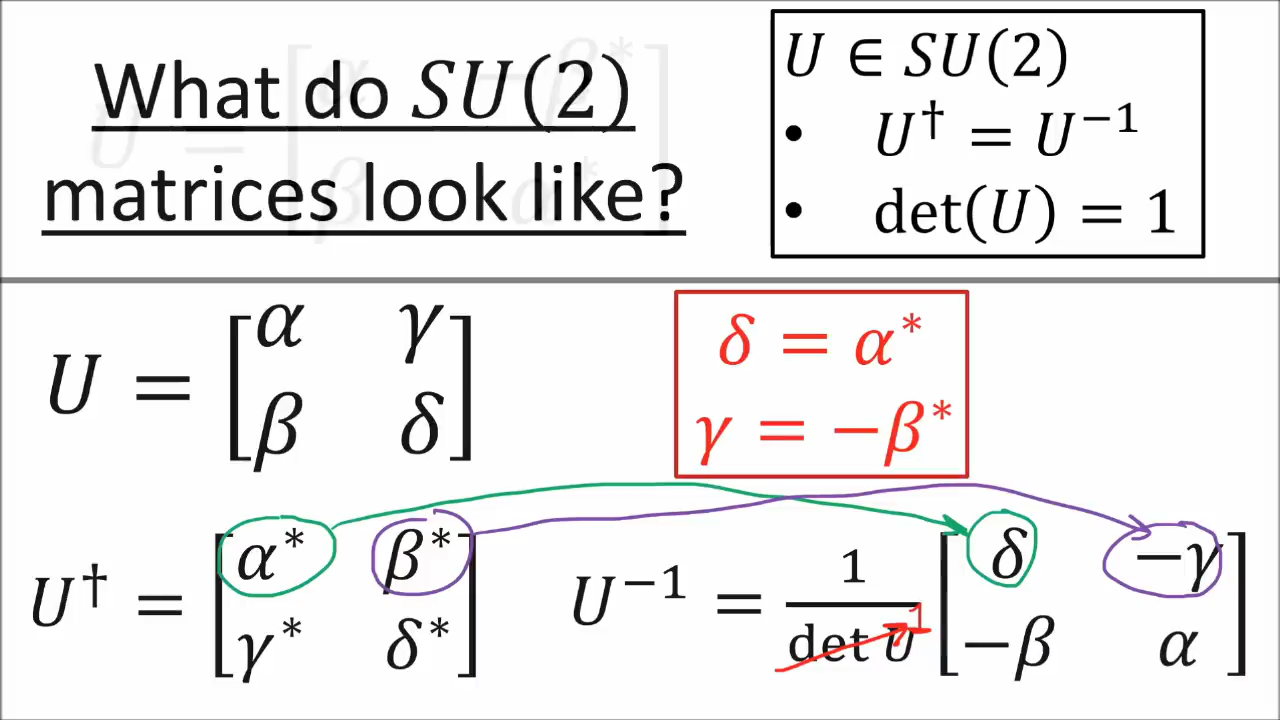 What do SU(2)
matrices look like?
U ∈ SU(2)
• U† = U⁻¹
• det(U) = 1
U = [α γ
β δ]
δ = α*
γ = −β*
U† = [α* β*
γ* δ*]
U⁻¹ = 1/det U [δ −γ
−β α]
1
U = [α −β*
β α*]